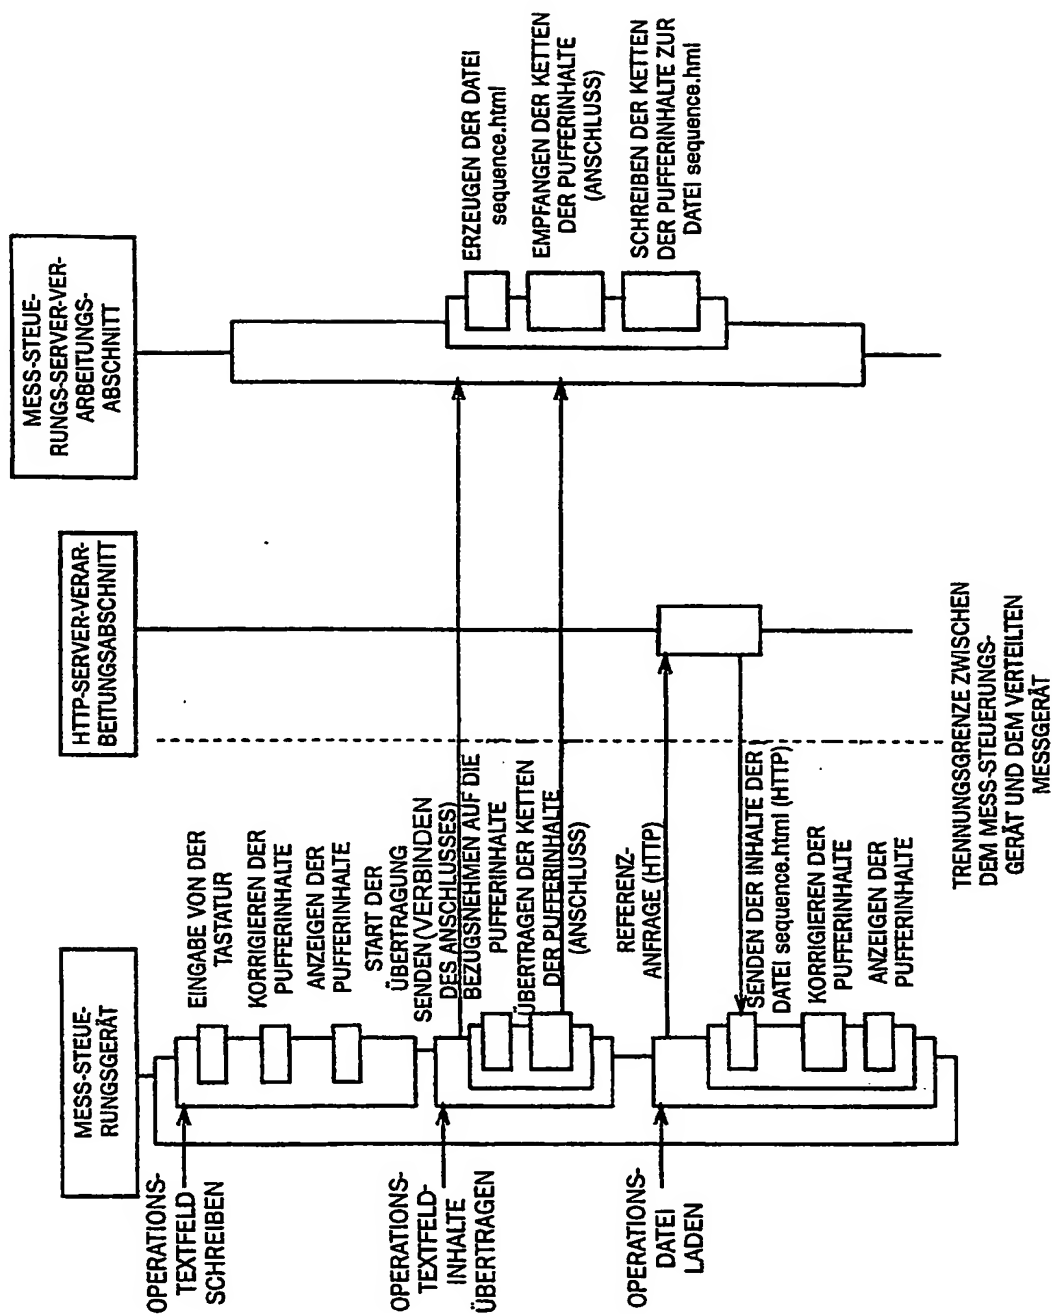 MESS-STEUE-
RUNGSGERÄT
HTTP-SERVER-VERAR-
BEITUNGSABSCHNITT
MESS-STEUE-
RUNGS-SERVER-VER-
ARBEITUNGS-
ABSCHNITT
OPERATIONS-
TEXTFELD
SCHREIBEN
EINGABE VON DER
TASTATUR
KORRIGIEREN DER
PUFFERINHALTE
ANZEIGEN DER
PUFFERINHALTE
START DER
ÜBERTRAGUNG
SENDEN (VERBINDEN
DES ANSCHLUSSES)
OPERATIONS-
TEXTFELD-
INHALTE
ÜBERTRAGEN
BEZUGSNEHMEN AUF DIE
PUFFERINHALTE
ÜBERTRAGEN DER KETTEN
DER PUFFERINHALTE
(ANSCHLUSS)
ERZEUGEN DER DATEI
sequence.html
EMPFANGEN DER KETTEN
DER PUFFERINHALTE
(ANSCHLUSS)
SCHREIBEN DER KETTEN
DER PUFFERINHALTE ZUR
DATEI sequence.hml
OPERATIONS-
DATEI
LADEN
REFERENZ-
ANFRAGE (HTTP)
SENDEN DER INHALTE DER
DATEI sequence.html (HTTP)
KORRIGIEREN DER
PUFFERINHALTE
ANZEIGEN DER
PUFFERINHALTE
TRENNUNGSGRENZE ZWISCHEN
DEM MESS-STEUERUNGS-
GERÄT UND DEM VERTEILTEN
MESSGERÄT